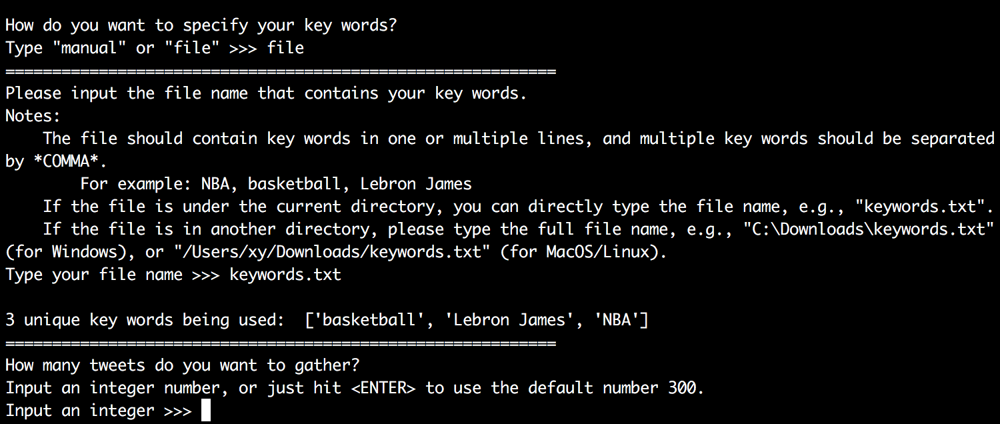 How do you want to specify your key words?
Type "manual" or "file" >>> file
===========================================================
Please input the file name that contains your key words.
Notes:
    The file should contain key words in one or multiple lines, and multiple key words should be separated
by *COMMA*.
        For example: NBA, basketball, Lebron James
    If the file is under the current directory, you can directly type the file name, e.g., "keywords.txt".
    If the file is in another directory, please type the full file name, e.g., "C:\Downloads\keywords.txt"
(for Windows), or "/Users/xy/Downloads/keywords.txt" (for MacOS/Linux).
Type your file name >>> keywords.txt

3 unique key words being used:  ['basketball', 'Lebron James', 'NBA']
===========================================================
How many tweets do you want to gather?
Input an integer number, or just hit <ENTER> to use the default number 300.
Input an integer >>>